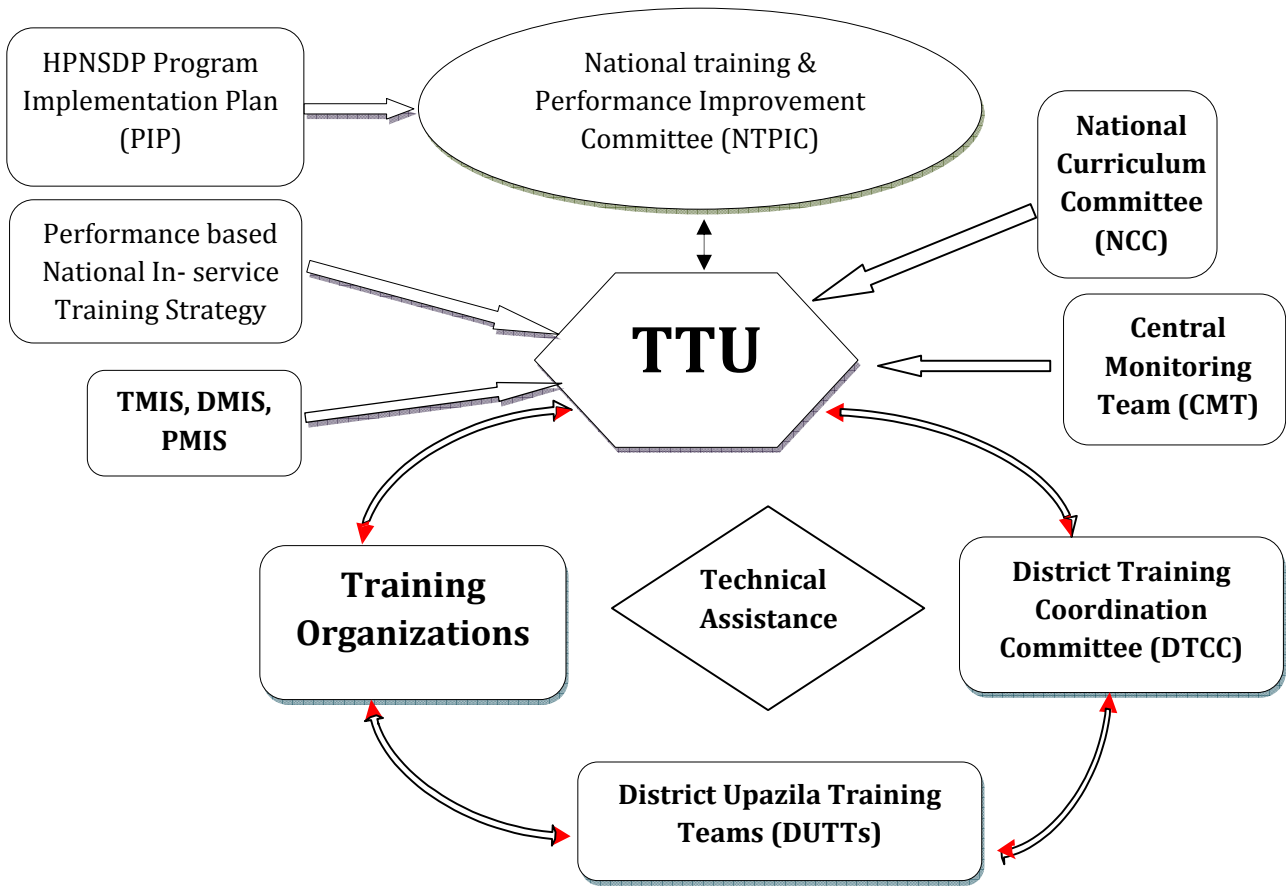 HPNSDP Program
Implementation Plan
(PIP)
National training &
Performance Improvement
Committee (NTPIC)
National
Curriculum
Committee
(NCC)
Performance based
National In- service
Training Strategy
TTU
Central
Monitoring
Team (CMT)
TMIS, DMIS,
PMIS
Training
Organizations
Technical
Assistance
District Training
Coordination
Committee (DTCC)
District Upazila Training
Teams (DUTTs)